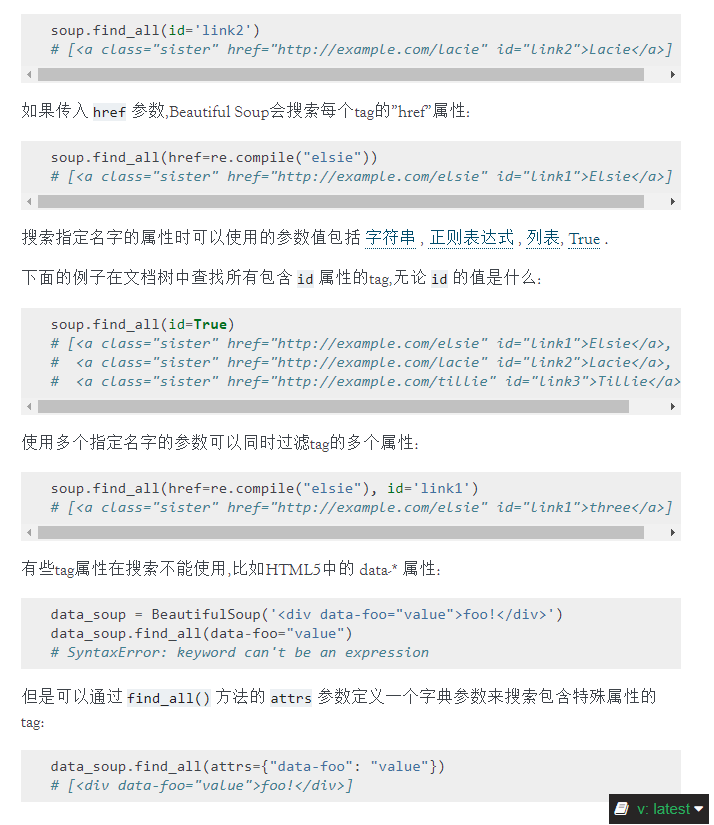 soup.find_all(id='link2')
# [<a class="sister" href="http://example.com/lacie" id="link2">Lacie</a>]
如果传入 href 参数,Beautiful Soup会搜索每个tag的”href”属性:
soup.find_all(href=re.compile("elsie"))
# [<a class="sister" href="http://example.com/elsie" id="link1">Elsie</a>]
搜索指定名字的属性时可以使用的参数值包括 字符串 , 正则表达式 , 列表, True .
下面的例子在文档树中查找所有包含 id 属性的tag,无论 id 的值是什么:
soup.find_all(id=True)
# [<a class="sister" href="http://example.com/elsie" id="link1">Elsie</a>,
#  <a class="sister" href="http://example.com/lacie" id="link2">Lacie</a>,
#  <a class="sister" href="http://example.com/tillie" id="link3">Tillie</a>
使用多个指定名字的参数可以同时过滤tag的多个属性:
soup.find_all(href=re.compile("elsie"), id='link1')
# [<a class="sister" href="http://example.com/elsie" id="link1">three</a>]
有些tag属性在搜索不能使用,比如HTML5中的 data-* 属性:
data_soup = BeautifulSoup('<div data-foo="value">foo!</div>')
data_soup.find_all(data-foo="value")
# SyntaxError: keyword can't be an expression
但是可以通过 find_all() 方法的 attrs 参数定义一个字典参数来搜索包含特殊属性的
tag:
data_soup.find_all(attrs={"data-foo": "value"})
# [<div data-foo="value">foo!</div>]
v: latest